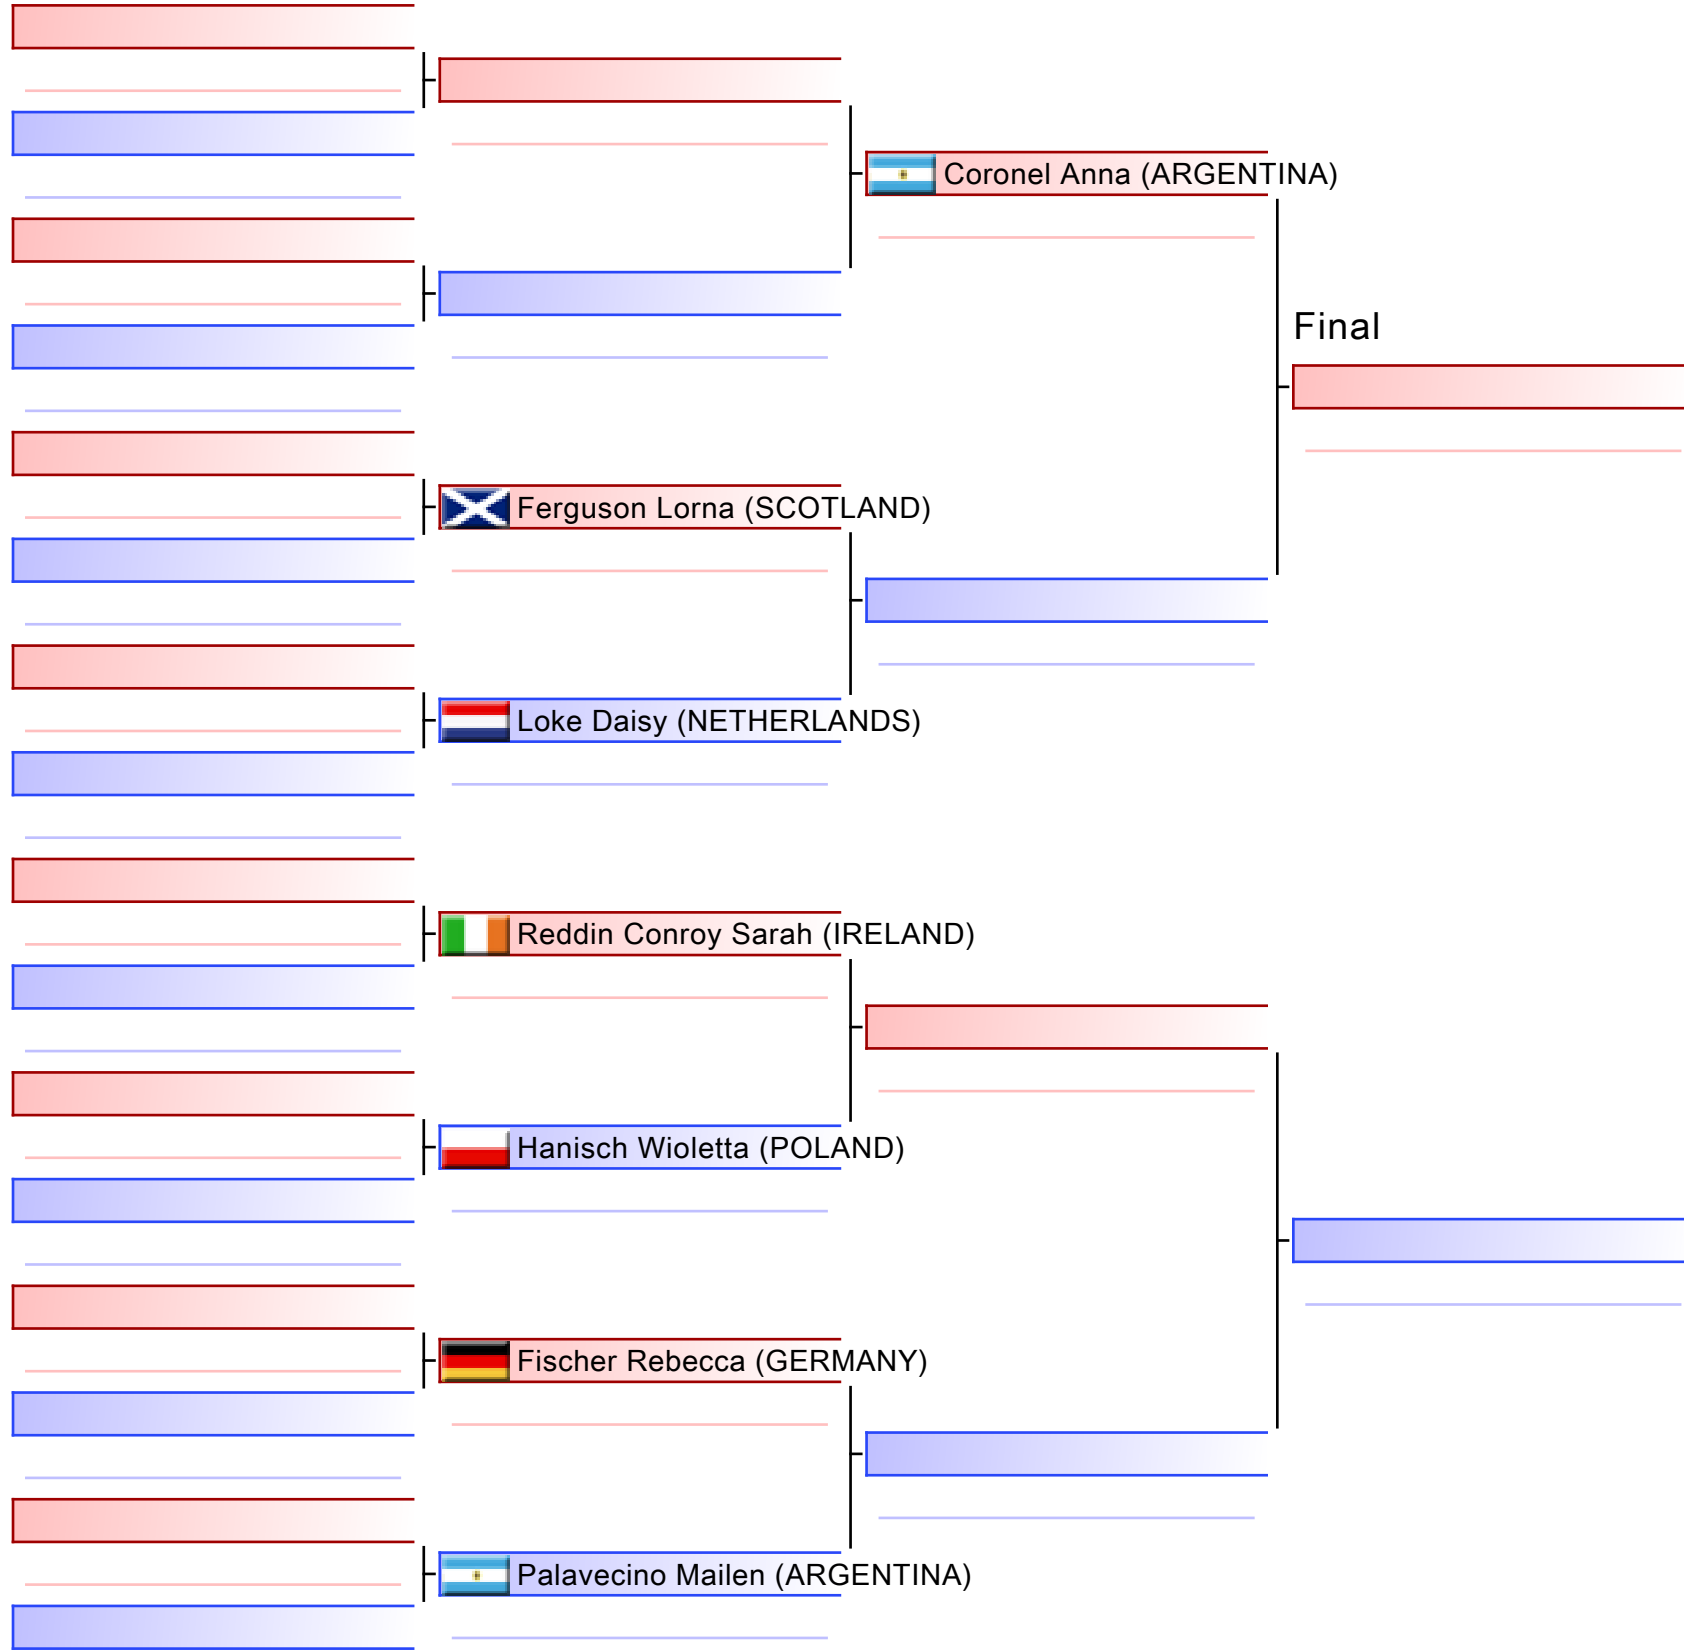 Coronel Anna (ARGENTINA)
Final
Ferguson Lorna (SCOTLAND)
Loke Daisy (NETHERLANDS)
Reddin Conroy Sarah (IRELAND)
Hanisch Wioletta (POLAND)
Fischer Rebecca (GERMANY)
Palavecino Mailen (ARGENTINA)